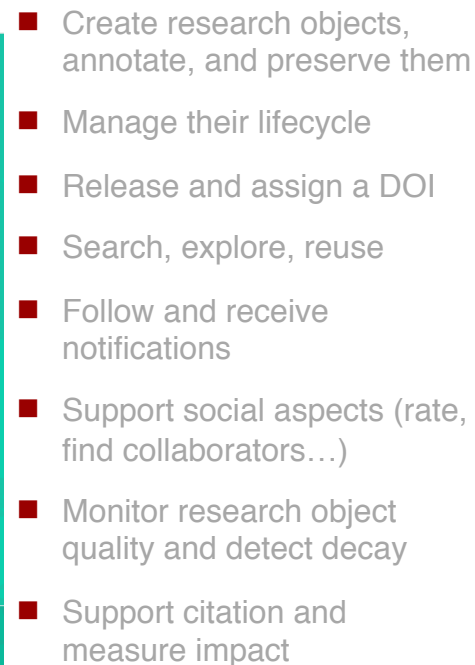 Create research objects,
annotate, and preserve them
Manage their lifecycle
Release and assign a DOI
Search, explore, reuse
Follow and receive
notifications
Support social aspects (rate,
find collaborators…)
Monitor research object
quality and detect decay
Support citation and
measure impact